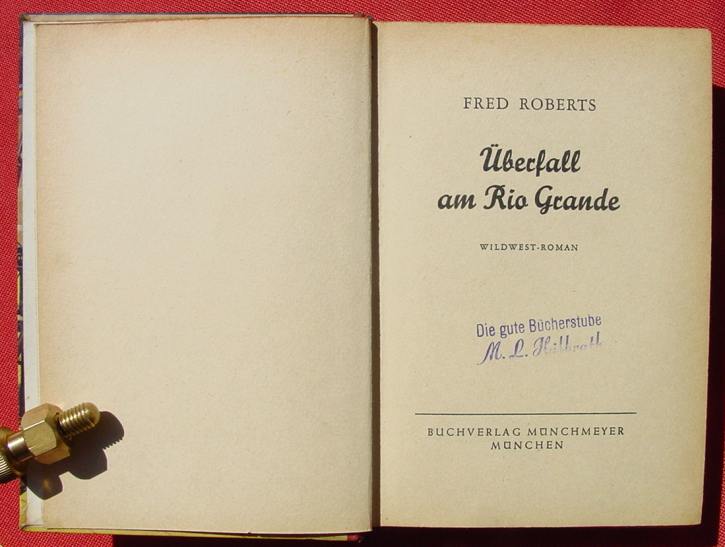 FRED ROBERTS
Überfall
am Rio Grande
WILDWEST-ROMAN
Die gute Bücherstube
M. L.
BUCHVERLAG MÜNCHMEYER
MÜNCHEN